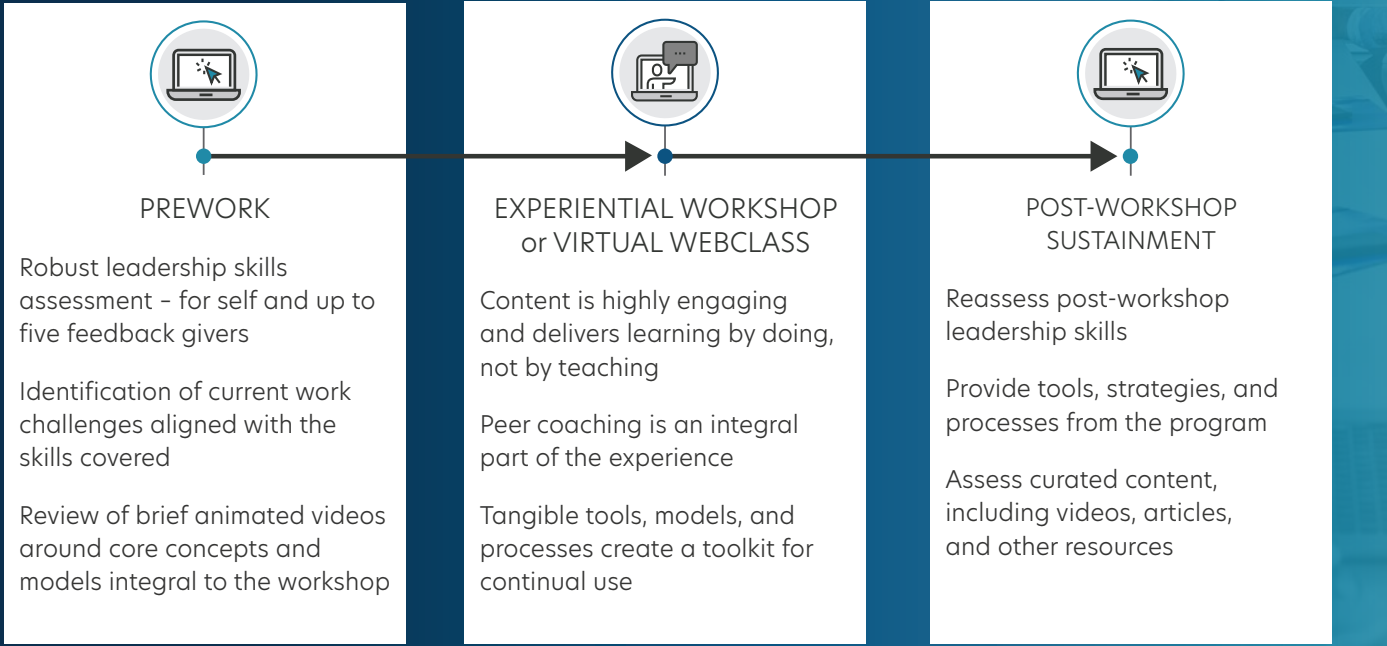 PREWORK
Robust leadership skills
assessment – for self and up to
five feedback givers
Identification of current work
challenges aligned with the
skills covered
Review of brief animated videos
around core concepts and
models integral to the workshop
EXPERIENTIAL WORKSHOP
or VIRTUAL WEBCLASS
Content is highly engaging
and delivers learning by doing,
not by teaching
Peer coaching is an integral
part of the experience
Tangible tools, models, and
processes create a toolkit for
continual use
POST-WORKSHOP
SUSTAINMENT
Reassess post-workshop
leadership skills
Provide tools, strategies, and
processes from the program
Assess curated content,
including videos, articles,
and other resources